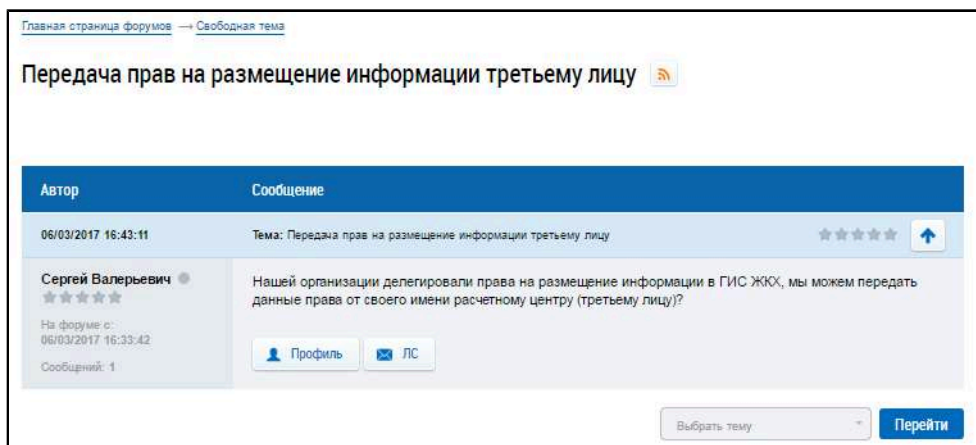 Главная страница форумов → Свободная тема
Передача прав на размещение информации третьему лицу
Автор Сообщение
06/03/2017 16:43:11 Тема: Передача прав на размещение информации третьему лицу
Сергей Валерьевич Нашей организации делегировали права на размещение информации в ГИС ЖКХ, мы можем передать
данные права от своего имени расчетному центру (третьему лицу)?
На форуме с:
06/03/2017 16:33:42
Сообщений: 1
Профиль ЛС
Выбрать тему Перейти